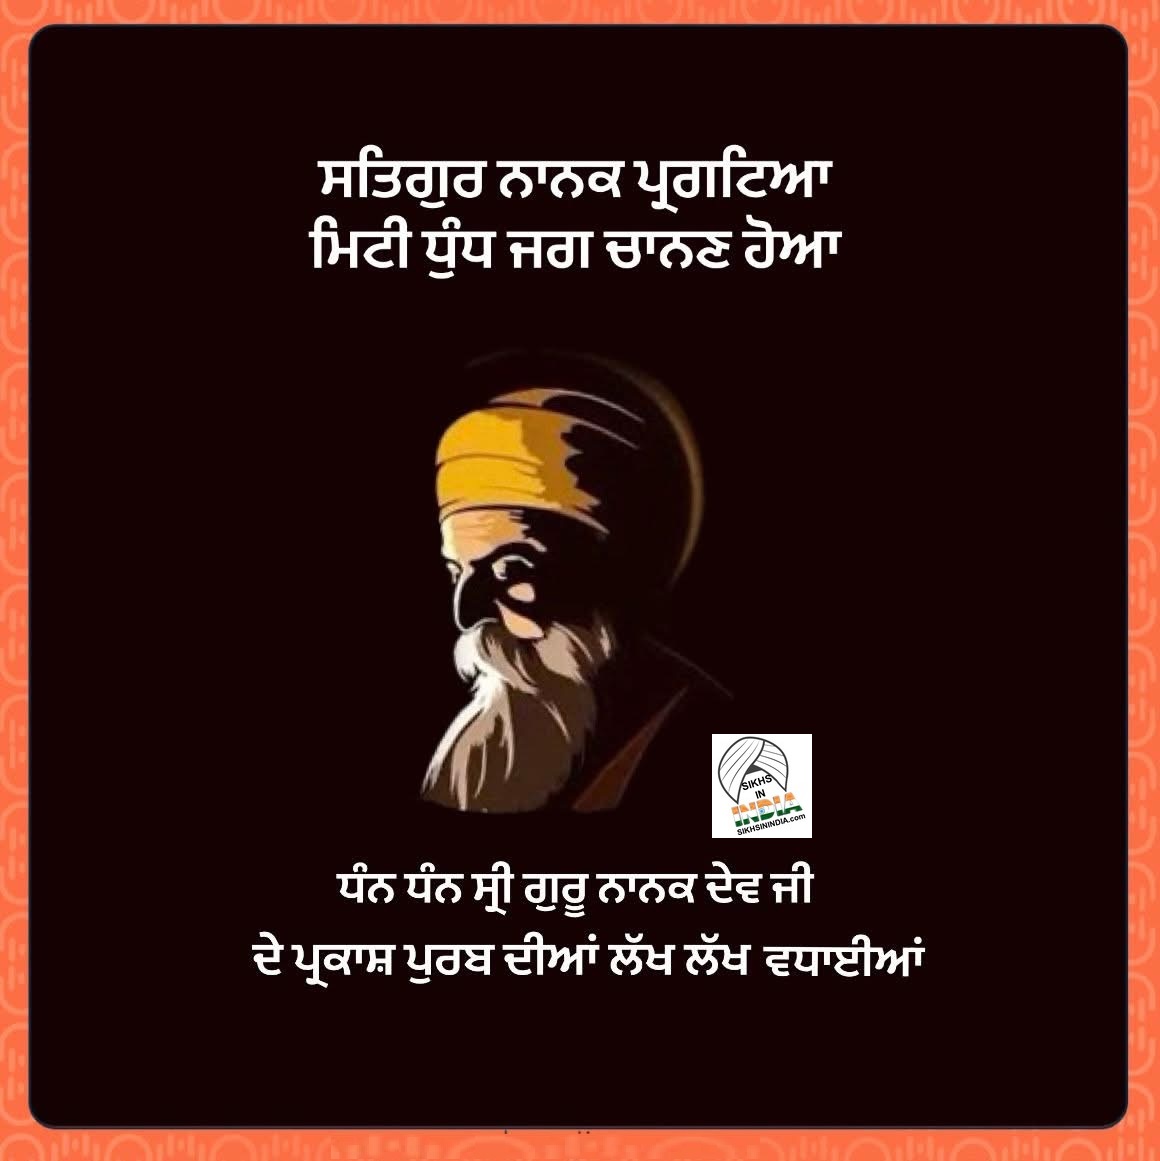 ਸਤਿਗੁਰ ਨਾਨਕ ਪ੍ਰਗਟਿਆ
ਮਿਟੀ ਧੁੰਧ ਜਗ ਚਾਨਣ ਹੋਆ
SIKHS
IN
INDIA
SIKHSININDIA.com
ਧੰਨ ਧੰਨ ਸ੍ਰੀ ਗੁਰੂ ਨਾਨਕ ਦੇਵ ਜੀ
ਦੇ ਪ੍ਰਕਾਸ਼ ਪੁਰਬ ਦੀਆਂ ਲੱਖ ਲੱਖ ਵਧਾਈਆਂ